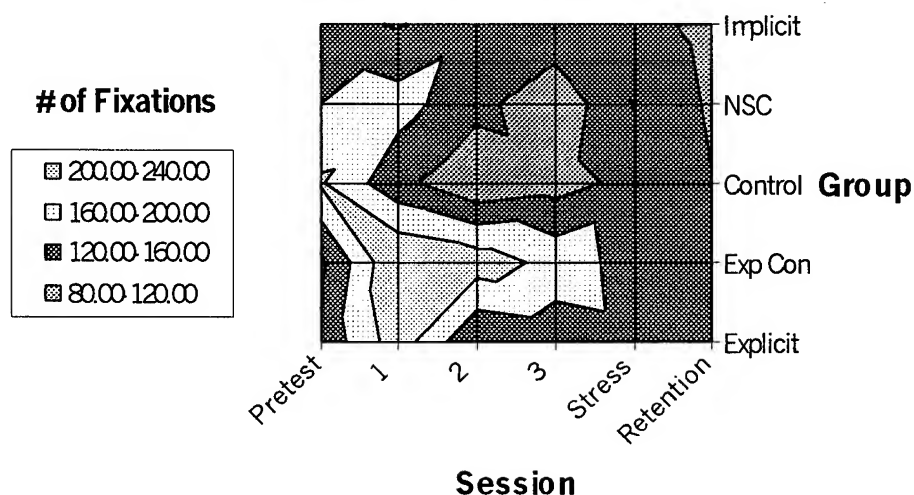 # of Fixations
200.00-240.00
160.00-200.00
120.00-160.00
80.00-120.00
Implicit
NSC
Control
Exp Con
Explicit
Group
Pretest
1
2
3
Stress
Retention
Session